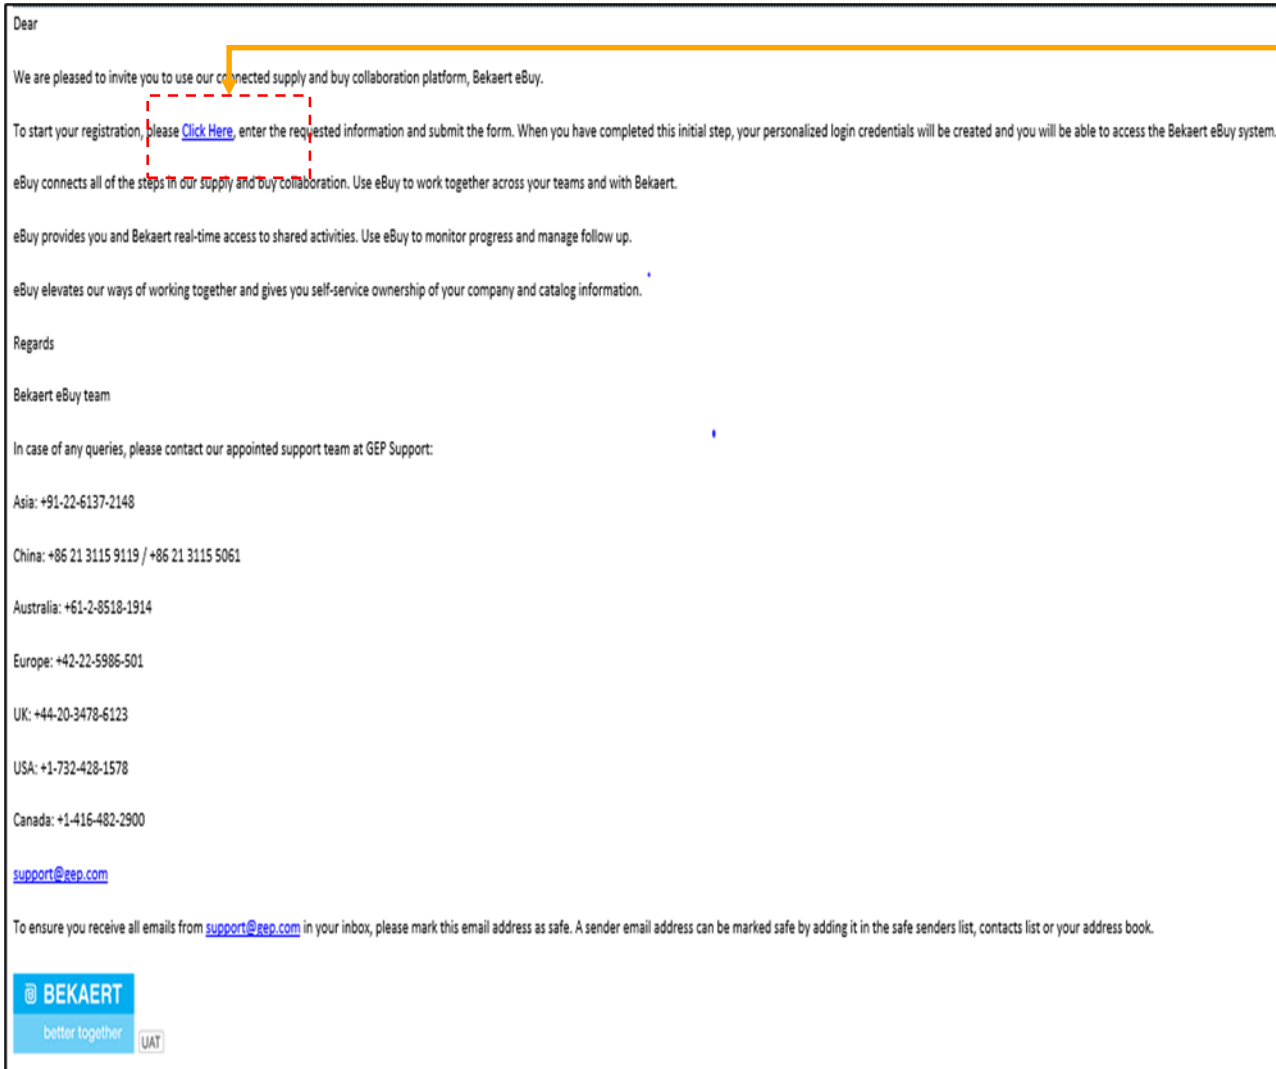 Dear
We are pleased to invite you to use our connected supply and buy collaboration platform, Bekaert eBuy.
To start your registration, please Click Here, enter the requested information and submit the form. When you have completed this initial step, your personalized login credentials will be created and you will be able to access the Bekaert eBuy system.
eBuy connects all of the steps in our supply and buy collaboration. Use eBuy to work together across your teams and with Bekaert.
eBuy provides you and Bekaert real-time access to shared activities. Use eBuy to monitor progress and manage follow up.
eBuy elevates our ways of working together and gives you self-service ownership of your company and catalog information.
Regards
Bekaert eBuy team
In case of any queries, please contact our appointed support team at GEP Support:
Asia: +91-22-6137-2148
China: +86 21 3115 9119 / +86 21 3115 5061
Australia: +61-2-8518-1914
Europe: +42-22-5986-501
UK: +44-20-3478-6123
USA: +1-732-428-1578
Canada: +1-416-482-2900
support@gep.com
To ensure you receive all emails from support@gep.com in your inbox, please mark this email address as safe. A sender email address can be marked safe by adding it in the safe senders list, contacts list or your address book.
BEKAERT
better together
UAT